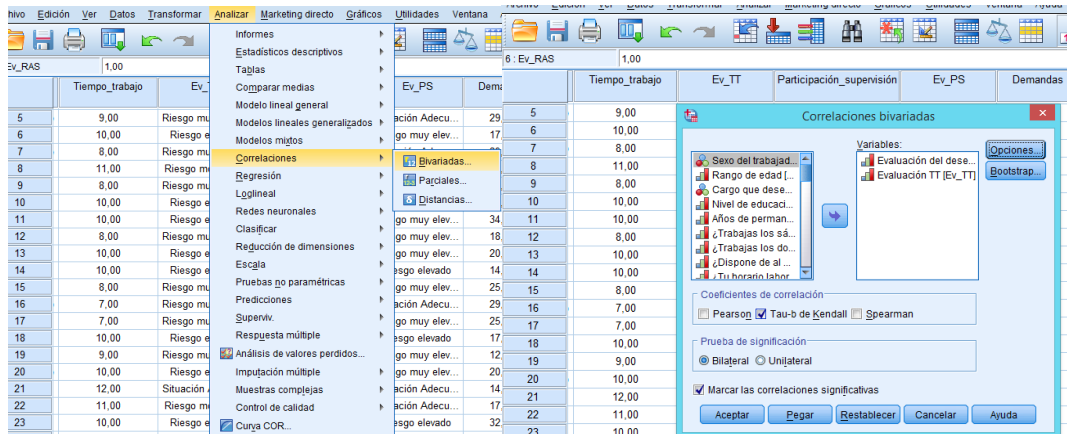 hivo Edición Ver Datos Transformar Analizar Marketing directo Gráficos Utilidades Ventana
Ev_RAS 1,00
Tiempo_trabajo Ev_ Ev_PS Dema
5 9,00 Riesgo mu ación Adecu... 29
6 10,00 Riesgo e go muy elev... 17
7 8,00 Riesgo mu
8 11,00 Riesgo me
9 8,00 Riesgo mu
10 10,00 Riesgo e
11 10,00 Riesgo e go muy elev... 34,
12 8,00 Riesgo mu go muy elev... 18,
13 10,00 Riesgo e go muy elev... 20,
14 10,00 Riesgo e esgo elevado 14,
15 8,00 Riesgo mu go muy elev... 25,
16 7,00 Riesgo mu ación Adecu... 29,
17 7,00 Riesgo mu go muy elev... 25,
18 10,00 Riesgo e esgo elevado 17,
19 9,00 Riesgo mu go muy elev... 12,
20 10,00 Riesgo e go muy elev... 20,
21 12,00 Situación ación Adecu... 14,
22 11,00 Riesgo me ación Adecu... 17,
23 10,00 Riesgo e esgo elevado 32,
Informes
Estadísticos descriptivos
Tablas
Comparar medias
Modelo lineal general
Modelos lineales generalizados
Modelos mixtos
Correlaciones
Regresión
Loglineal
Redes neuronales
Clasificar
Reducción de dimensiones
Escala
Pruebas no paramétricas
Predicciones
Superviv.
Respuesta múltiple
Análisis de valores perdidos...
Imputación múltiple
Muestras complejas
Control de calidad
Curva COR...
Bivariadas...
Parciales...
Distancias...
6 : Ev_RAS 1,00
Tiempo_trabajo Ev_TT Participación_supervisión Ev_PS Demandas
5 9,00
6 10,00
7 8,00
8 11,00
9 8,00
10 10,00
11 10,00
12 8,00
13 10,00
14 10,00
15 8,00
16 7,00
17 7,00
18 10,00
19 9,00
20 10,00
21 12,00
22 11,00
23 10,00
Correlaciones bivariadas
Sexo del trabajad...
Rango de edad [...
Cargo que dese...
Nivel de educaci...
Años de perman...
¿Trabajas los sá...
¿Trabajas los do...
¿Dispone de al ...
¿Tu horario labor...
Variables:
Evaluación del dese...
Evaluación TT [Ev_TT]
Opciones...
Bootstrap...
Coeficientes de correlación
Pearson Tau-b de Kendall Spearman
Prueba de significación
Bilateral Unilateral
Marcar las correlaciones significativas
Aceptar Pegar Restablecer Cancelar Ayuda